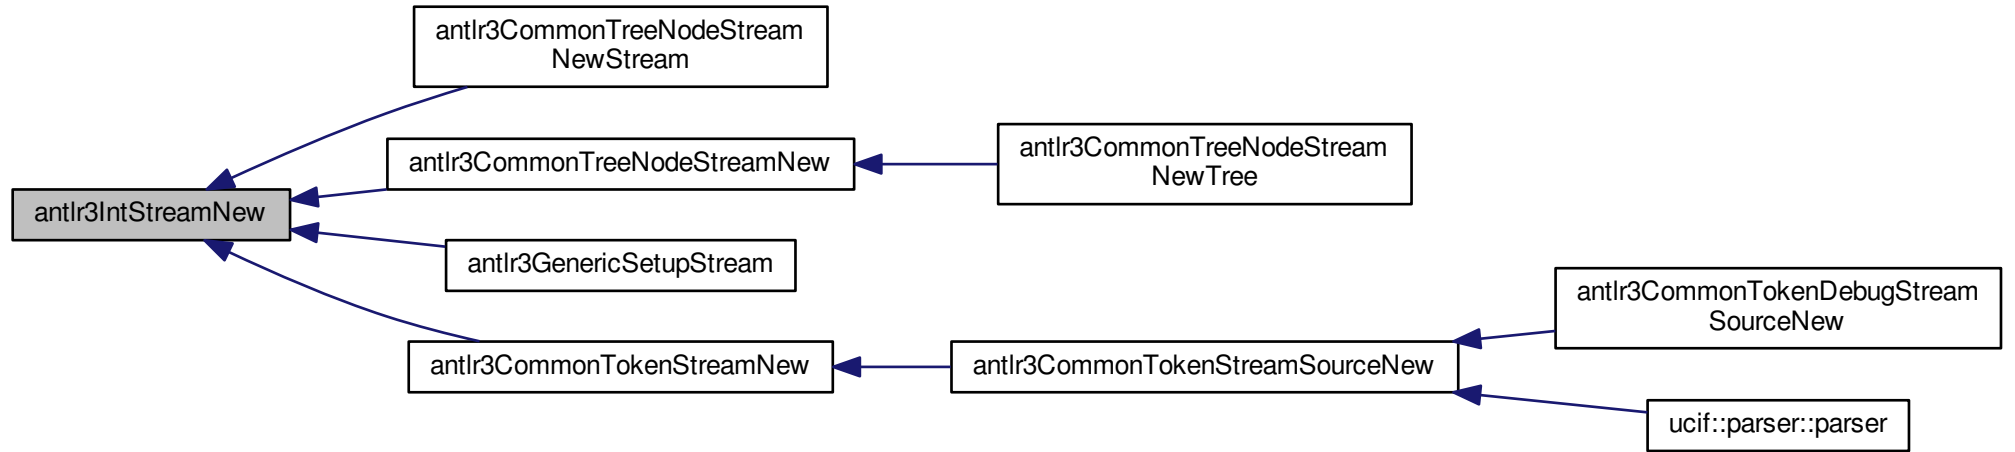 antlr3CommonTreeNodeStream
NewStream
antlr3CommonTreeNodeStreamNew
antlr3CommonTreeNodeStream
NewTree
antlr3IntStreamNew
antlr3GenericSetupStream
antlr3CommonTokenDebugStream
SourceNew
antlr3CommonTokenStreamNew
antlr3CommonTokenStreamSourceNew
ucif::parser::parser